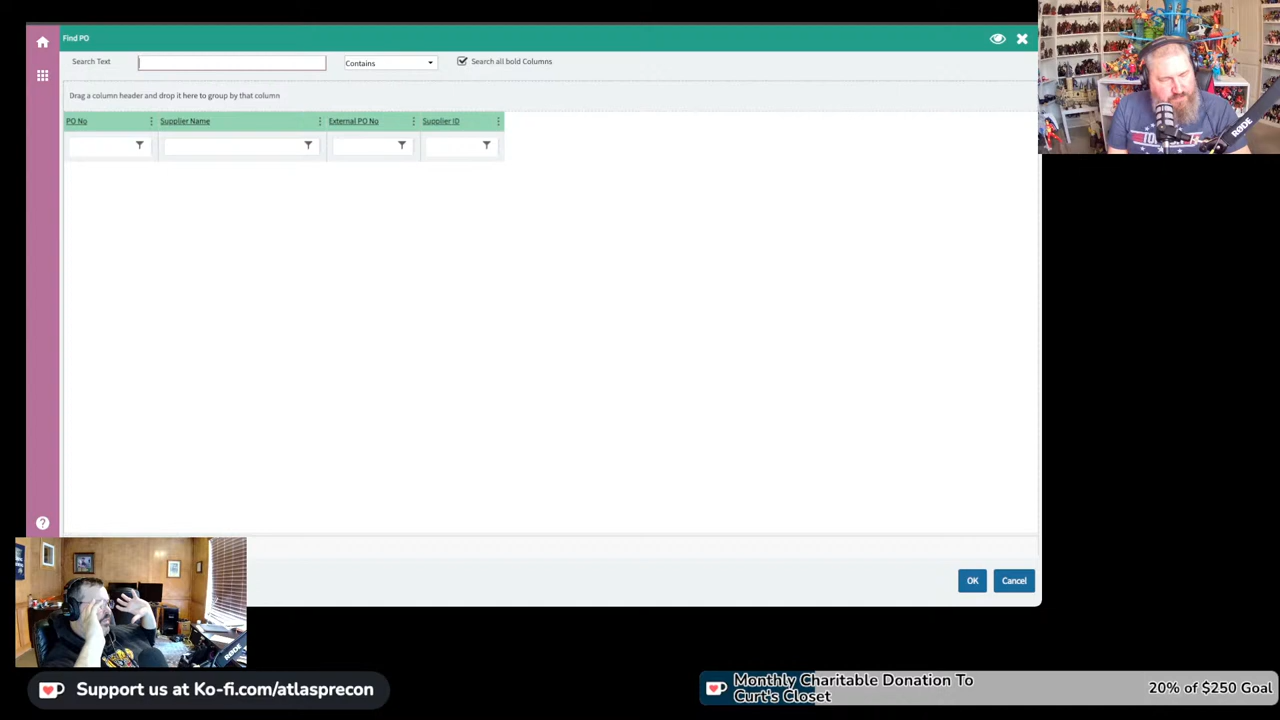 Find PO
Search Text
Contains
Search all bold Columns
Drag a column header and drop it here to group by that column
PO No
Supplier Name
External PO No
Supplier ID
OK
Cancel
RØDE
Support us at Ko-fi.com/atlasprecon
Monthly Charitable Donation To
Curt's Closet
20% of $250 Goal